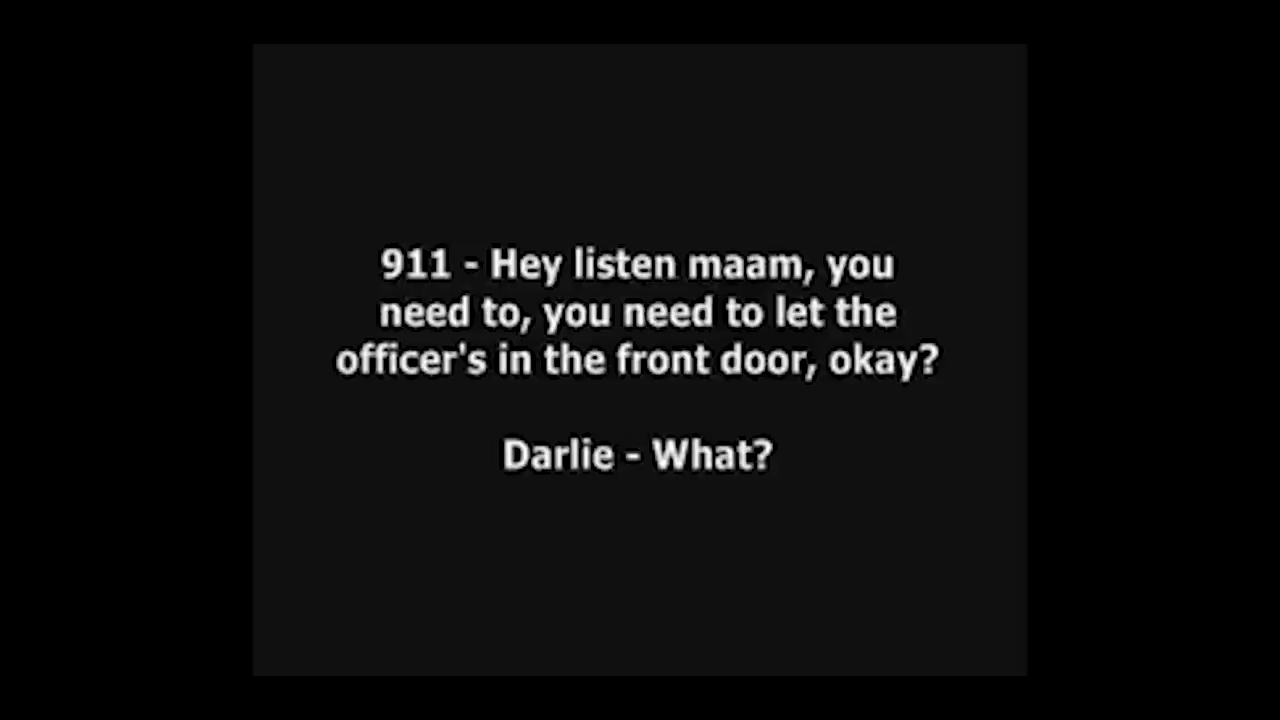 911 - Hey listen maam, you
need to, you need to let the
officer's in the front door, okay?
Darlie - What?